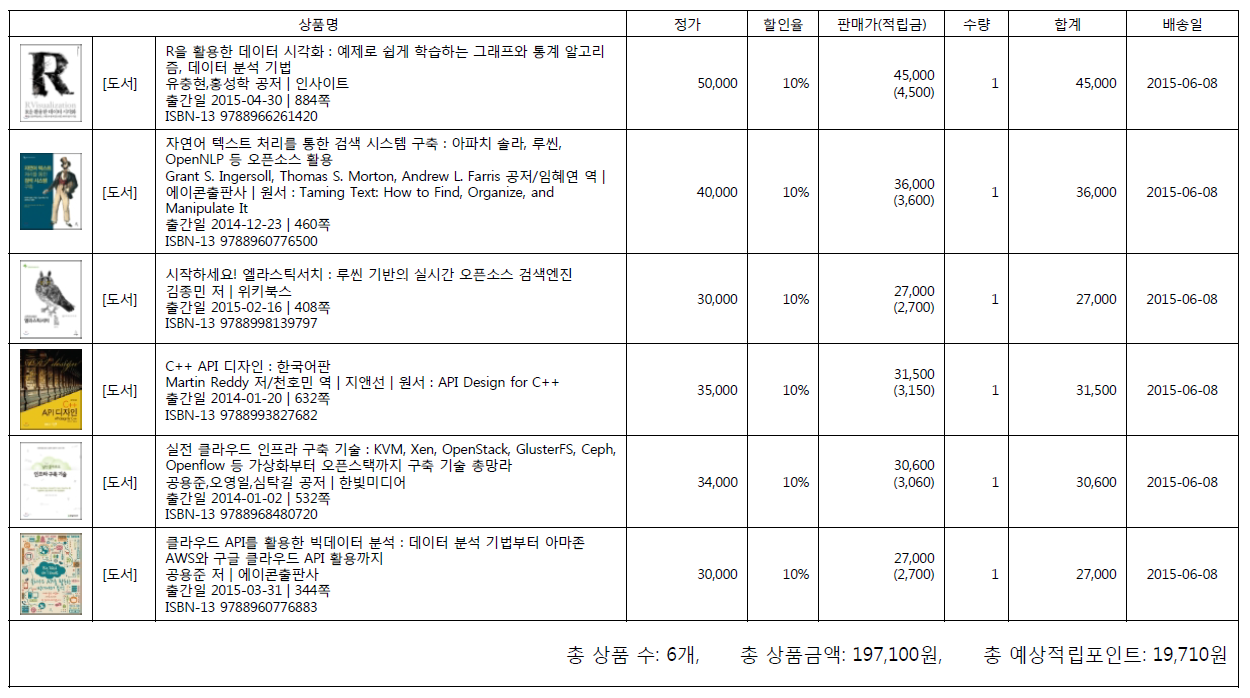 상품명 정가 할인율 판매가(적립금) 수량 합계 배송일
R을 활용한 데이터 시각화 : 예제로 쉽게 학습하는 그래프와 통계 알고리
즘, 데이터 분석 기법
유충현,홍성학 공저 | 인사이트
출간일 2015-04-30 | 884쪽
ISBN-13 9788966261420
[도서] 50,000 10% 45,000 1 45,000 2015-06-08
(4,500)
자연어 텍스트 처리를 통한 검색 시스템 구축 : 아파치 솔라, 루씬,
OpenNLP 등 오픈소스 활용
Grant S. Ingersoll, Thomas S. Morton, Andrew L. Farris 공저/임혜연 역 |
에이콘출판사 | 원서 : Taming Text: How to Find, Organize, and
Manipulate It
출간일 2014-12-23 | 460쪽
ISBN-13 9788960776500
[도서] 40,000 10% 36,000 1 36,000 2015-06-08
(3,600)
시작하세요! 엘라스틱서치 : 루씬 기반의 실시간 오픈소스 검색엔진
김종민 저 | 위키북스
출간일 2015-02-16 | 408쪽
ISBN-13 9788998139797
[도서] 30,000 10% 27,000 1 27,000 2015-06-08
(2,700)
C++ API 디자인 : 한국어판
Martin Reddy 저/천호민 역 | 지앤선 | 원서 : API Design for C++
출간일 2014-01-20 | 632쪽
ISBN-13 9788993827682
[도서] 35,000 10% 31,500 1 31,500 2015-06-08
(3,150)
실전 클라우드 인프라 구축 기술 : KVM, Xen, OpenStack, GlusterFS, Ceph,
Openflow 등 가상화부터 오픈스택까지 구축 기술 총망라
공용준,오영일,심탁길 공저 | 한빛미디어
출간일 2014-01-02 | 532쪽
ISBN-13 9788968480720
[도서] 34,000 10% 30,600 1 30,600 2015-06-08
(3,060)
클라우드 API를 활용한 빅데이터 분석 : 데이터 분석 기법부터 아마존
AWS와 구글 클라우드 API 활용까지
공용준 저 | 에이콘출판사
출간일 2015-03-31 | 344쪽
ISBN-13 9788960776883
[도서] 30,000 10% 27,000 1 27,000 2015-06-08
(2,700)
총 상품 수: 6개, 총 상품금액: 197,100원, 총 예상적립포인트: 19,710원